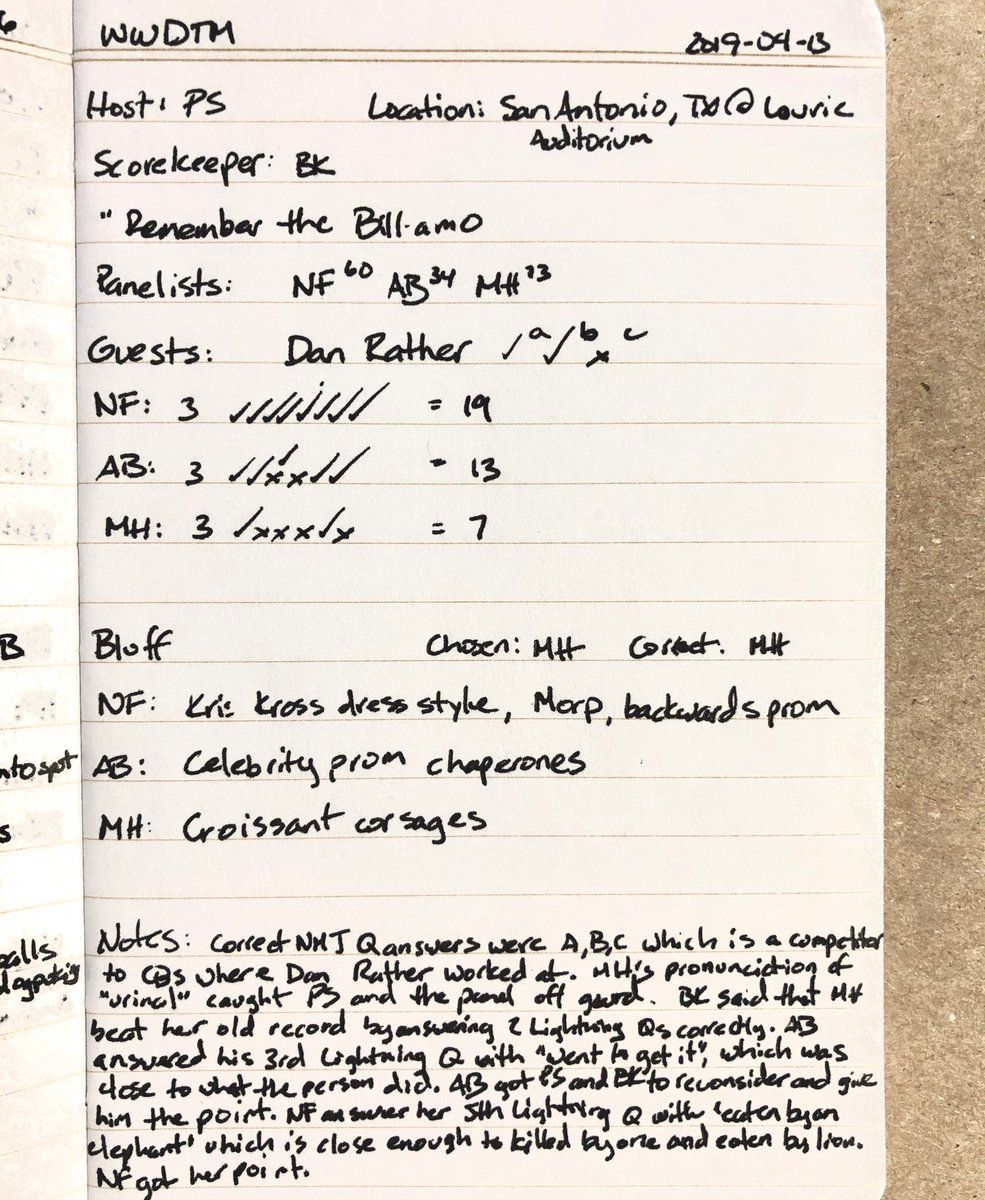 WWDTM 2019-04-13
Host: PS Location: San Antonio, TX @ Lauric
Auditorium
Scorekeeper: BK
"Remember the Bill·amo
Panelists: NF 60 AB 34 MH 73
Guests: Dan Rather ✓a ✓b x c
NF: 3 ✓✓✓✓✓✓✓✓ = 19
AB: 3 ✓✓x✓x✓✓ = 13
MH: 3 ✓xxx✓x = 7
B Bluff Chosen: MH Correct: MH
NF: Kris Kross dress style, Morp, backwards prom
AB: Celebrity prom chaperones
MH: Croissant corsages
Notes: Correct NMJ Q answers were A,B,C which is a competitor
to CBS where Dan Rather worked at. MH's pronunciation of
"urinal" caught PS and the panel off guard. BK said that MH
beat her old record by answering 2 Lightning Qs correctly. AB
answered his 3rd Lightning Q with "went to get it", which was
close to what the person did. AB got PS and BK to reconsider and give
him the point. NF answer her 5th Lightning Q with "eaten by an
elephant" which is close enough to killed by one and eaten by lion.
NF got her point.